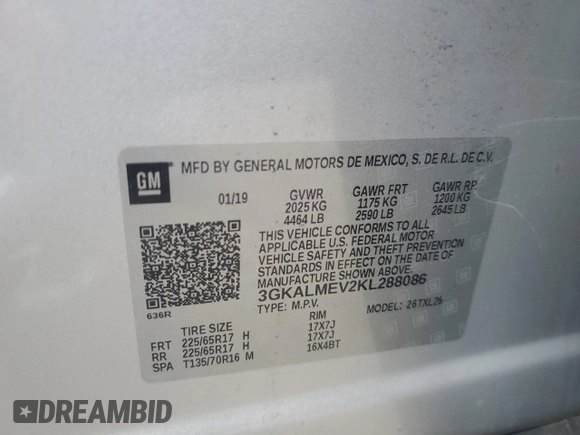 GM
MFD BY GENERAL MOTORS DE MEXICO, S. DE R.L. DE C.V.
01/19 GVWR GAWR FRT GAWR RR
2025 KG 1175 KG 1200 KG
4464 LB 2590 LB 2645 LB
THIS VEHICLE CONFORMS TO ALL
APPLICABLE U.S. FEDERAL MOTOR
VEHICLE SAFETY AND THEFT PREVENTION
STANDARDS IN EFFECT ON THE DATE OF
MANUFACTURE SHOWN ABOVE.
3GKALMEV2KL288086
TYPE: M.P.V. MODEL: 26TXL26
636R
TIRE SIZE RIM
FRT 225/65R17 H 17X7J
RR 225/65R17 H 17X7J
SPA T135/70R16 M 16X4BT
DREAMBID